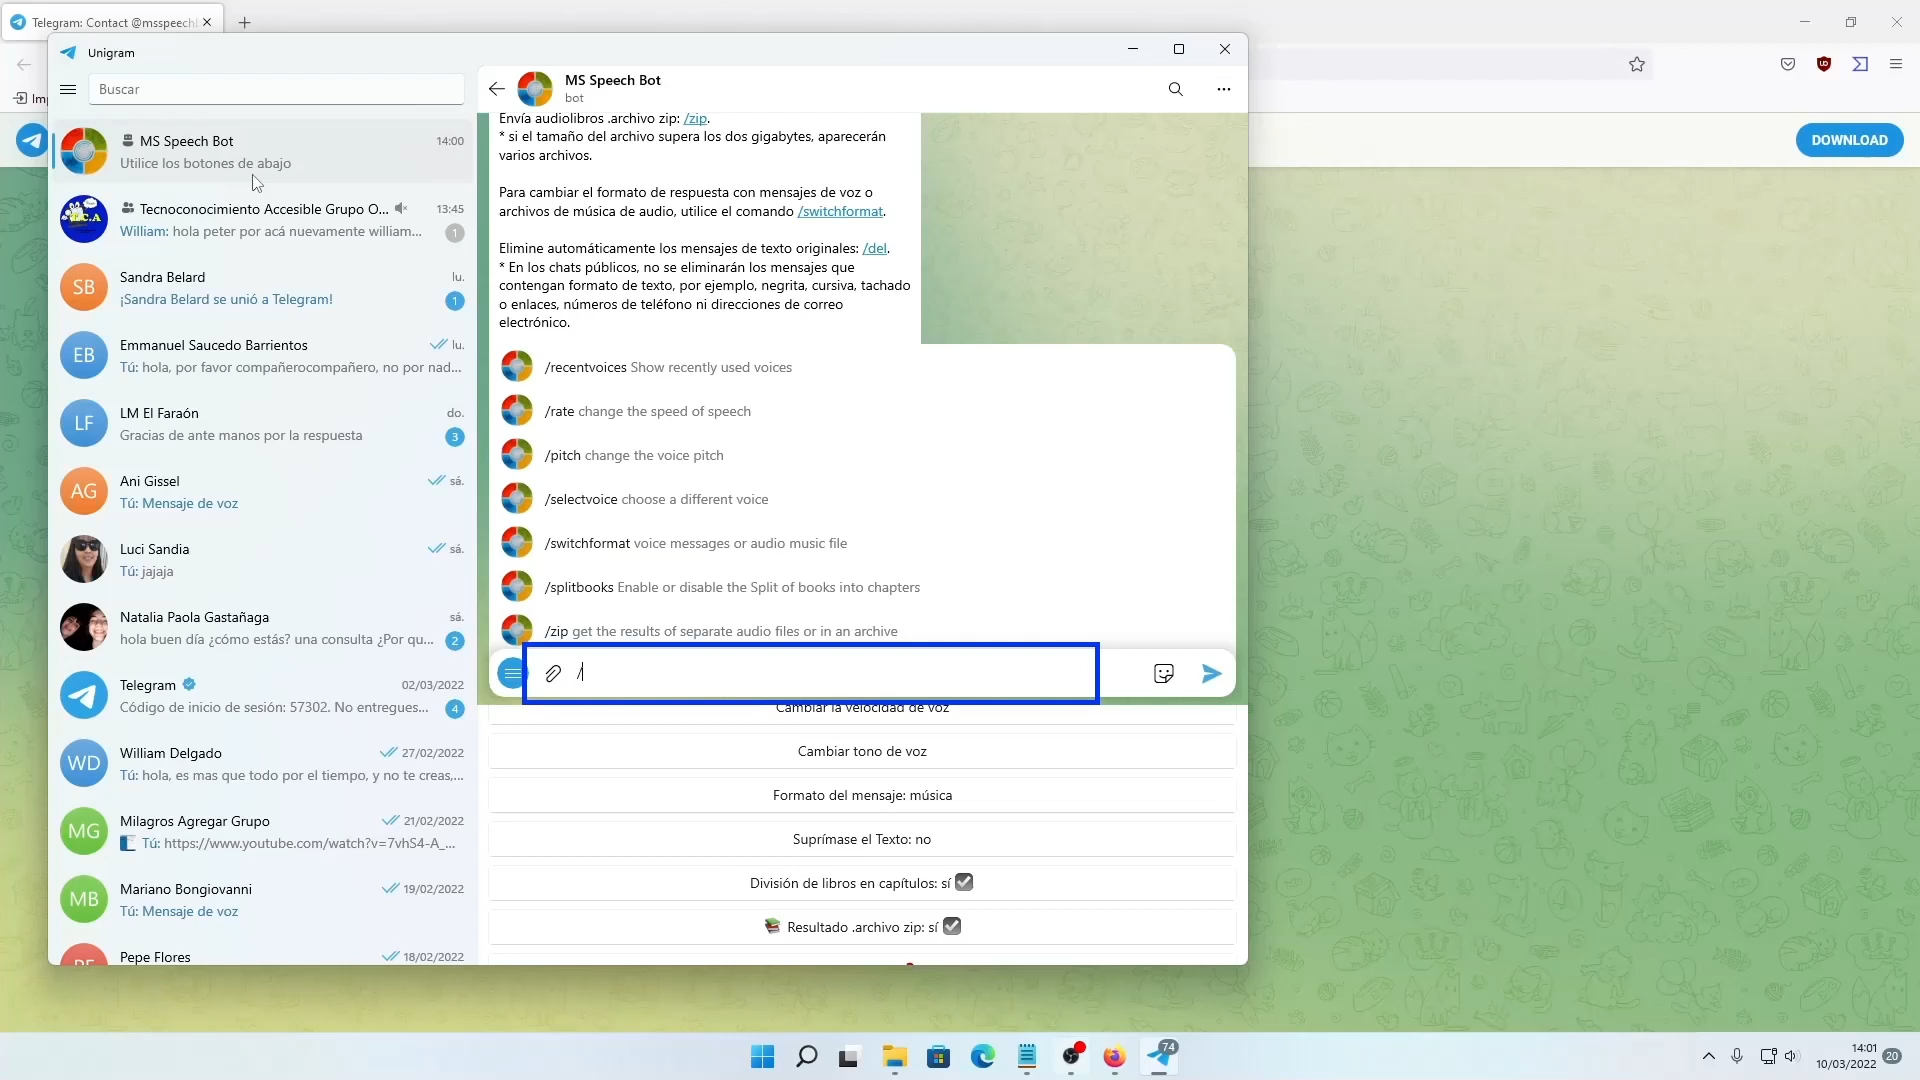 Telegram: Contact @msspeech
Unigram
Buscar
DOWNLOAD
MS Speech Bot
14:00
Utilice los botones de abajo
Tecnoconocimiento Accesible Grupo O...
13:45
William: hola peter por acá nuevamente william...
1
SB
Sandra Belard
lu.
¡Sandra Belard se unió a Telegram!
1
EB
Emmanuel Saucedo Barrientos
lu.
Tú: hola, por favor compañerocompañero, no por nad...
LF
LM El Faraón
do.
Gracias de ante manos por la respuesta
3
AG
Ani Gissel
sá.
Tú: Mensaje de voz
Luci Sandia
sá.
Tú: jajaja
Natalia Paola Gastañaga
sá.
hola buen día ¿cómo estás? una consulta ¿Por qu...
2
Telegram
02/03/2022
Código de inicio de sesión: 57302. No entregues...
4
WD
William Delgado
27/02/2022
Tú: hola, es mas que todo por el tiempo, y no te creas,...
MG
Milagros Agregar Grupo
21/02/2022
Tú: https://www.youtube.com/watch?v=7vhS4-A_...
MB
Mariano Bongiovanni
19/02/2022
Tú: Mensaje de voz
Pepe Flores
18/02/2022
MS Speech Bot
bot
Envía audiolibros .archivo zip: /zip.
* si el tamaño del archivo supera los dos gigabytes, aparecerán
varios archivos.
Para cambiar el formato de respuesta con mensajes de voz o
archivos de música de audio, utilice el comando /switchformat.
Elimine automáticamente los mensajes de texto originales: /del.
* En los chats públicos, no se eliminarán los mensajes que
contengan formato de texto, por ejemplo, negrita, cursiva, tachado
o enlaces, números de teléfono ni direcciones de correo
electrónico.
/recentvoices Show recently used voices
/rate change the speed of speech
/pitch change the voice pitch
/selectvoice choose a different voice
/switchformat voice messages or audio music file
/splitbooks Enable or disable the Split of books into chapters
/zip get the results of separate audio files or in an archive
/
Cambiar la velocidad de voz
Cambiar tono de voz
Formato del mensaje: música
Suprímase el Texto: no
División de libros en capítulos: sí
Resultado .archivo zip: sí
74
14:01
10/03/2022
20